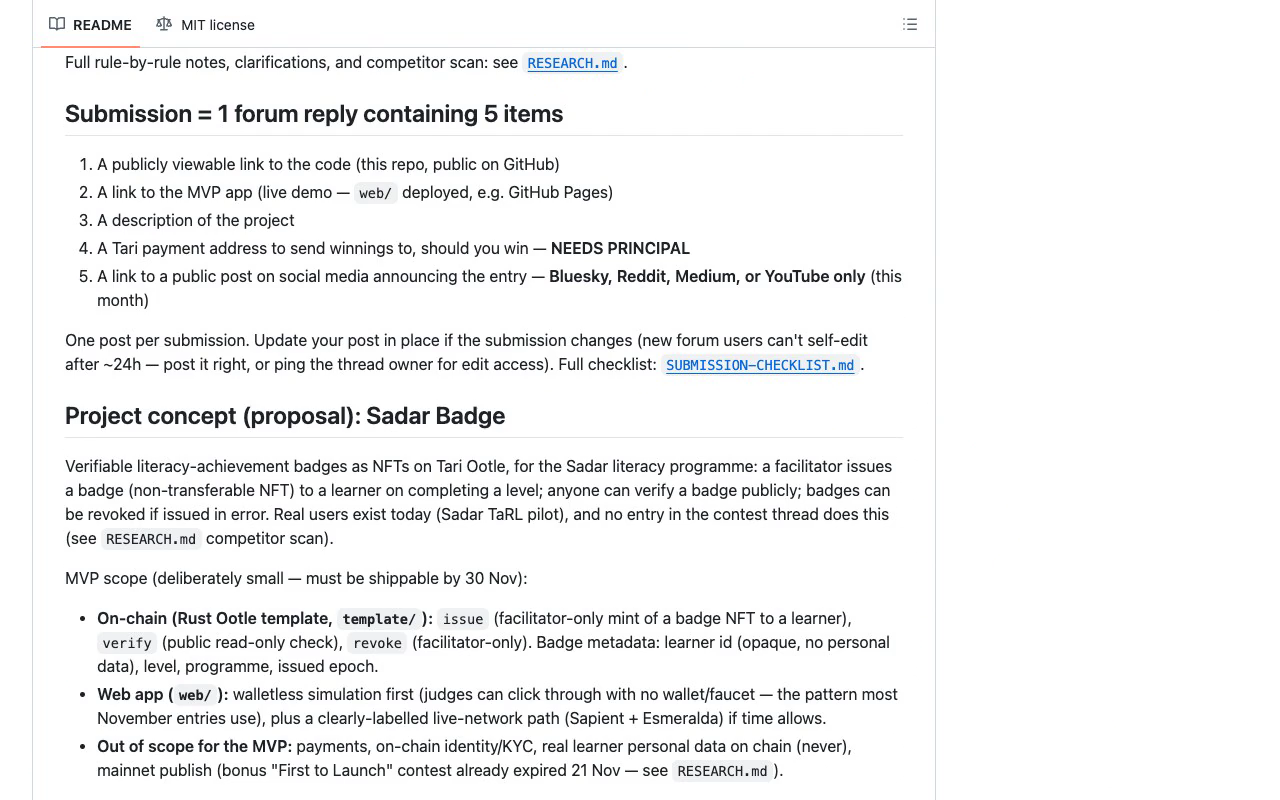 README
MIT license
Full rule-by-rule notes, clarifications, and competitor scan: see RESEARCH.md .
Submission = 1 forum reply containing 5 items
1. A publicly viewable link to the code (this repo, public on GitHub)
2. A link to the MVP app (live demo — web/ deployed, e.g. GitHub Pages)
3. A description of the project
4. A Tari payment address to send winnings to, should you win — NEEDS PRINCIPAL
5. A link to a public post on social media announcing the entry — Bluesky, Reddit, Medium, or YouTube only (this
month)
One post per submission. Update your post in place if the submission changes (new forum users can't self-edit
after ~24h — post it right, or ping the thread owner for edit access). Full checklist: SUBMISSION-CHECKLIST.md .
Project concept (proposal): Sadar Badge
Verifiable literacy-achievement badges as NFTs on Tari Ootle, for the Sadar literacy programme: a facilitator issues
a badge (non-transferable NFT) to a learner on completing a level; anyone can verify a badge publicly; badges can
be revoked if issued in error. Real users exist today (Sadar TaRL pilot), and no entry in the contest thread does this
(see RESEARCH.md competitor scan).
MVP scope (deliberately small — must be shippable by 30 Nov):
• On-chain (Rust Ootle template, template/ ): issue (facilitator-only mint of a badge NFT to a learner),
verify (public read-only check), revoke (facilitator-only). Badge metadata: learner id (opaque, no personal
data), level, programme, issued epoch.
• Web app ( web/ ): walletless simulation first (judges can click through with no wallet/faucet — the pattern most
November entries use), plus a clearly-labelled live-network path (Sapient + Esmeralda) if time allows.
• Out of scope for the MVP: payments, on-chain identity/KYC, real learner personal data on chain (never),
mainnet publish (bonus "First to Launch" contest already expired 21 Nov — see RESEARCH.md ).